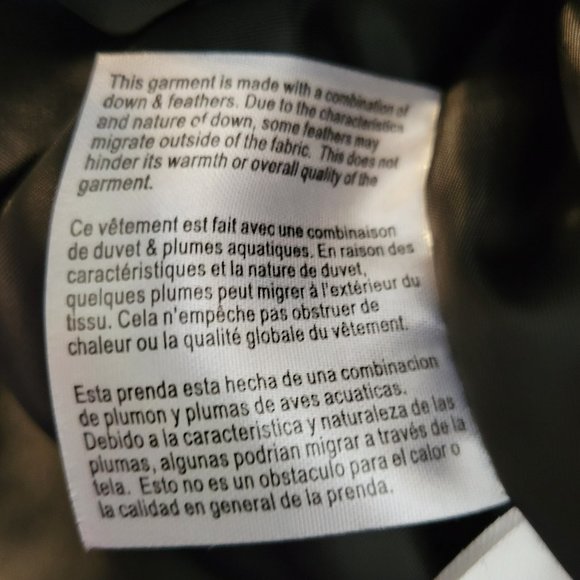 This garment is made with a combination of
down & feathers. Due to the characteristics
and nature of down, some feathers may
migrate outside of the fabric. This does not
hinder its warmth or overall quality of the
garment.
Ce vêtement est fait avec une combinaison
de duvet & plumes aquatiques. En raison des
caractéristiques et la nature de duvet,
quelques plumes peut migrer à l'extérieur du
tissu. Cela n'empêche pas obstruer de
chaleur ou la qualité globale du vêtement.
Esta prenda esta hecha de una combinacion
de plumon y plumas de aves acuaticas.
Debido a la caracteristica y naturaleza de las
plumas, algunas podrían migrar a través de la
tela. Esto no es un obstaculo para el calor o
la calidad en general de la prenda.